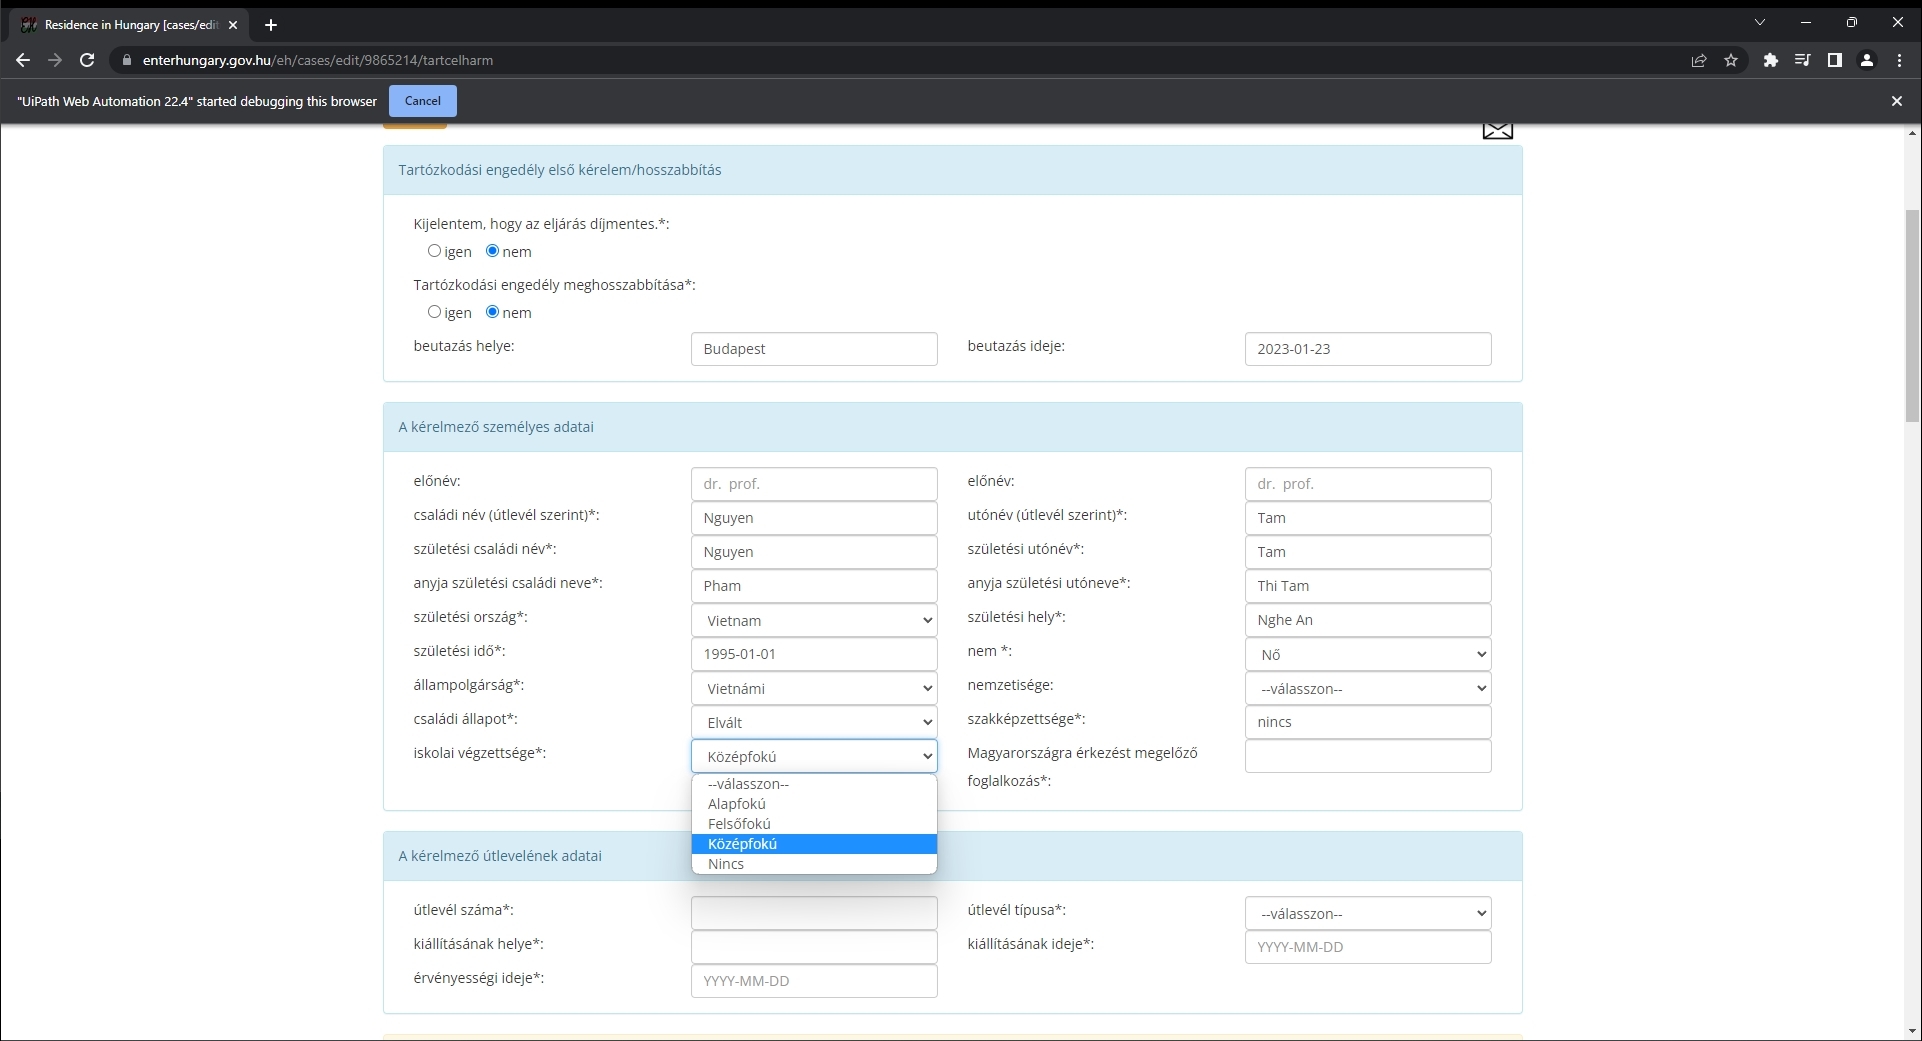 Residence in Hungary [cases/edit
enterhungary.gov.hu/eh/cases/edit/9865214/tartcelharm
"UiPath Web Automation 22.4" started debugging this browser Cancel
Tartózkodási engedély első kérelem/hosszabbítás
Kijelentem, hogy az eljárás díjmentes.*:
igen nem
Tartózkodási engedély meghosszabbítása*:
igen nem
beutazás helye: Budapest beutazás ideje: 2023-01-23
A kérelmező személyes adatai
előnév: dr. prof. előnév: dr. prof.
családi név (útlevél szerint)*: Nguyen utónév (útlevél szerint)*: Tam
születési családi név*: Nguyen születési utónév*: Tam
anyja születési családi neve*: Pham anyja születési utóneve*: Thi Tam
születési ország*: Vietnam születési hely*: Nghe An
születési idő*: 1995-01-01 nem *: Nő
állampolgárság*: Vietnámi nemzetisége: --válasszon--
családi állapot*: Elvált szakképzettsége*: nincs
iskolai végzettsége*: Középfokú Magyarországra érkezést megelőző
foglalkozás*:
--válasszon--
Alapfokú
Felsőfokú
Középfokú
Nincs
A kérelmező útlevelének adatai
útlevél száma*: útlevél típusa*: --válasszon--
kiállításának helye*: kiállításának ideje*: YYYY-MM-DD
érvényességi ideje*: YYYY-MM-DD